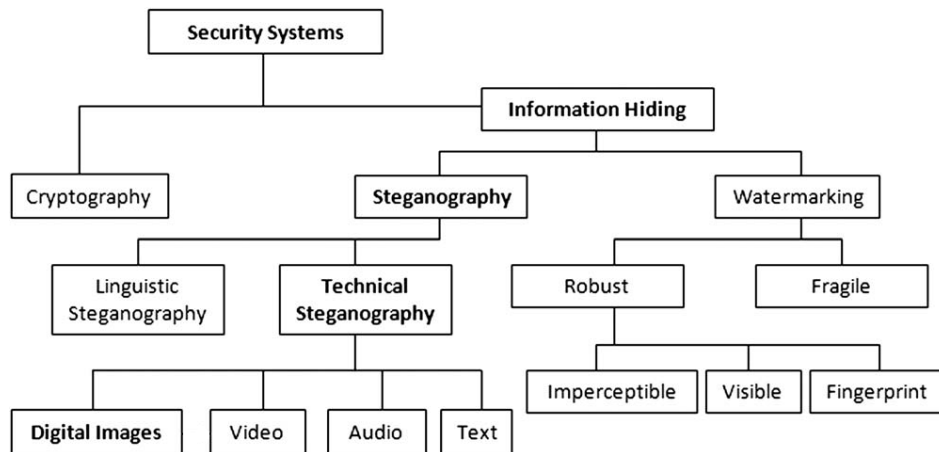 Security Systems
Information Hiding
Cryptography
Steganography
Watermarking
Linguistic
Steganography
Technical
Steganography
Robust
Fragile
Imperceptible
Visible
Fingerprint
Digital Images
Video
Audio
Text